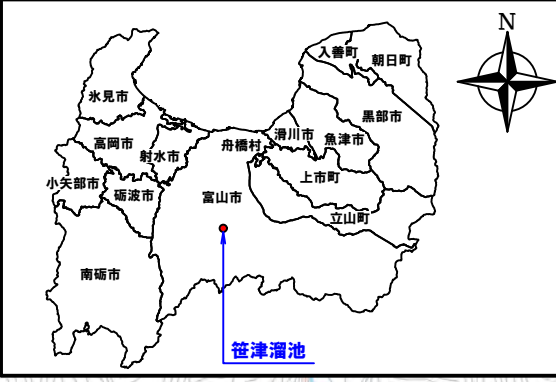 N
入善町
朝日町
氷見市
黒部市
高岡市
射水市
舟橋村
滑川市
魚津市
小矢部市
砺波市
富山市
上市町
立山町
南砺市
笹津溜池